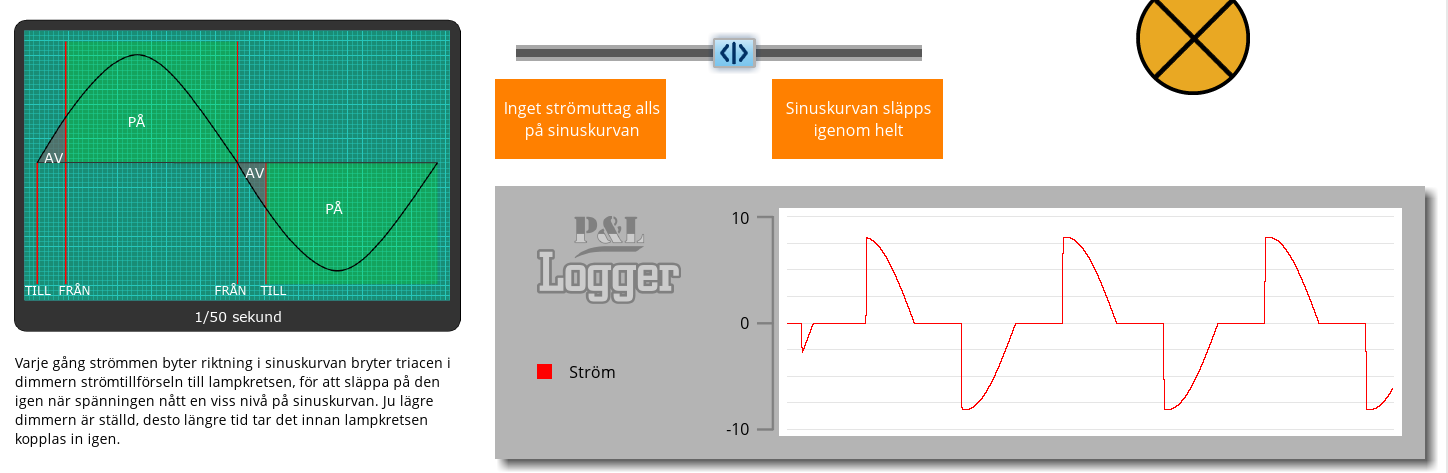 PÅ
AV
AV
PÅ
TILL FRÅN FRÅN TILL
1/50 sekund
Varje gång strömmen byter riktning i sinuskurvan bryter triacen i
dimmern strömtillförseln till lampkretsen, för att släppa på den
igen när spänningen nått en viss nivå på sinuskurvan. Ju lägre
dimmern är ställd, desto längre tid tar det innan lampkretsen
kopplas in igen.
Inget strömuttag alls
på sinuskurvan
Sinuskurvan släpps
igenom helt
P&L
Logger
Ström
10
0
-10